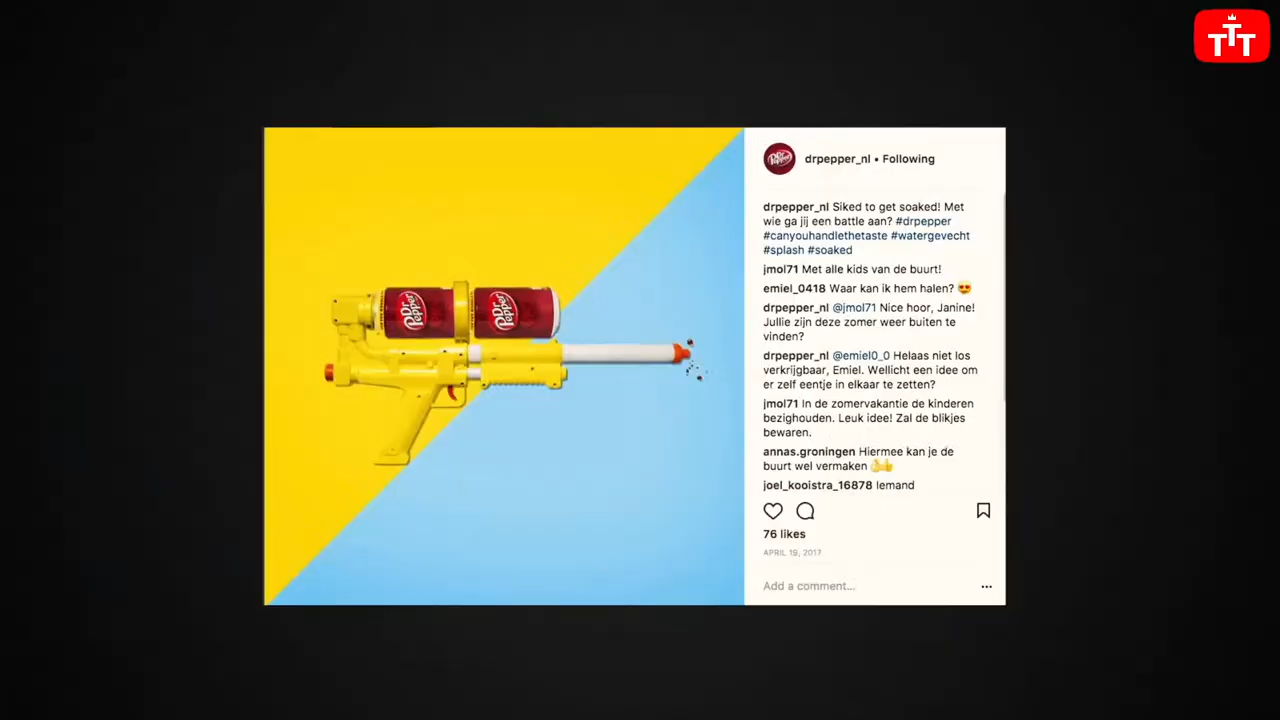 TTT
drpepper_nl • Following
drpepper_nl Siked to get soaked! Met
wie ga jij een battle aan? #drpepper
#canyouhandlethetaste #watergevecht
#splash #soaked
jmol71 Met alle kids van de buurt!
emiel_0418 Waar kan ik hem halen? 😍
drpepper_nl @jmol71 Nice hoor, Janine!
Jullie zijn deze zomer weer buiten te
vinden?
drpepper_nl @emiel0_0 Helaas niet los
verkrijgbaar, Emiel. Wellicht een idee om
er zelf eentje in elkaar te zetten?
jmol71 In de zomervakantie de kinderen
bezighouden. Leuk idee! Zal de blikjes
bewaren.
annas.groningen Hiermee kan je de
buurt wel vermaken 👍
joel_kooistra_16878 Iemand
76 likes
APRIL 19, 2017
Add a comment...
Dr Pepper
Dr Pepper
Dr Pepper